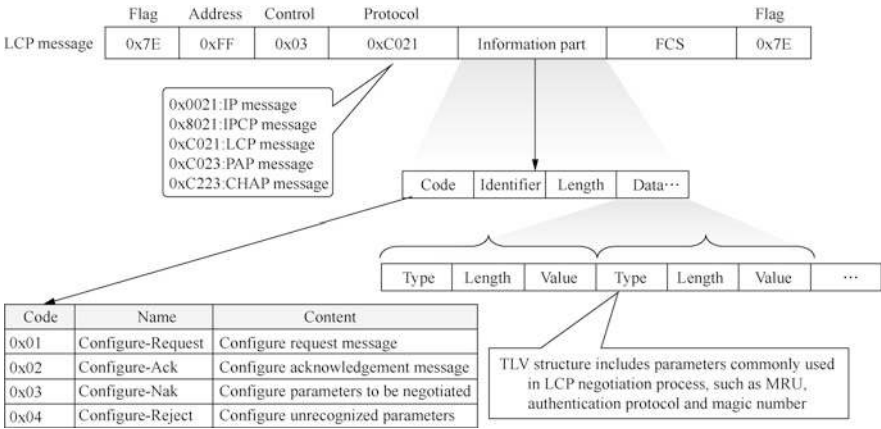 Flag Address Control Protocol Flag
LCP message 0x7E 0xFF 0x03 0xC021 Information part FCS 0x7E
0x0021:IP message
0x8021:IPCP message
0xC021:LCP message
0xC023:PAP message
0xC223:CHAP message
Code Identifier Length Data···
Type Length Value Type Length Value ···
Code Name Content
0x01 Configure-Request Configure request message
0x02 Configure-Ack Configure acknowledgement message
0x03 Configure-Nak Configure parameters to be negotiated
0x04 Configure-Reject Configure unrecognized parameters
TLV structure includes parameters commonly used
in LCP negotiation process, such as MRU,
authentication protocol and magic number